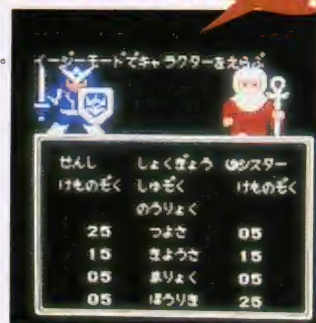 イージーモードでキャラクターをえらぶ
せんし しょくぎょう シスター
けものぞく しゅぞく けものぞく
のうりょく
25 つよさ 05
15 きようさ 15
05 まりょく 05
05 ほうりき 25